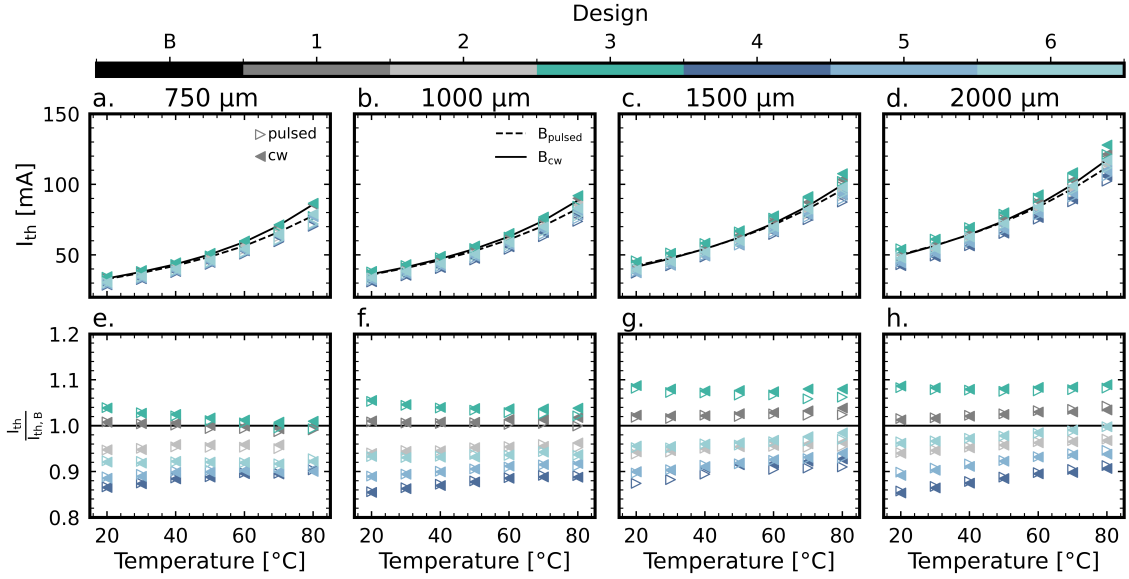 Design
B 1 2 3 4 5 6
a. 750 μm
b. 1000 μm
c. 1500 μm
d. 2000 μm
150
100
50
I_th [mA]
pulsed
cw
B_pulsed
B_cw
e.
f.
g.
h.
1.2
1.1
1.0
0.9
0.8
I_th
I_th,B
20 40 60 80
20 40 60 80
20 40 60 80
20 40 60 80
Temperature [°C]
Temperature [°C]
Temperature [°C]
Temperature [°C]